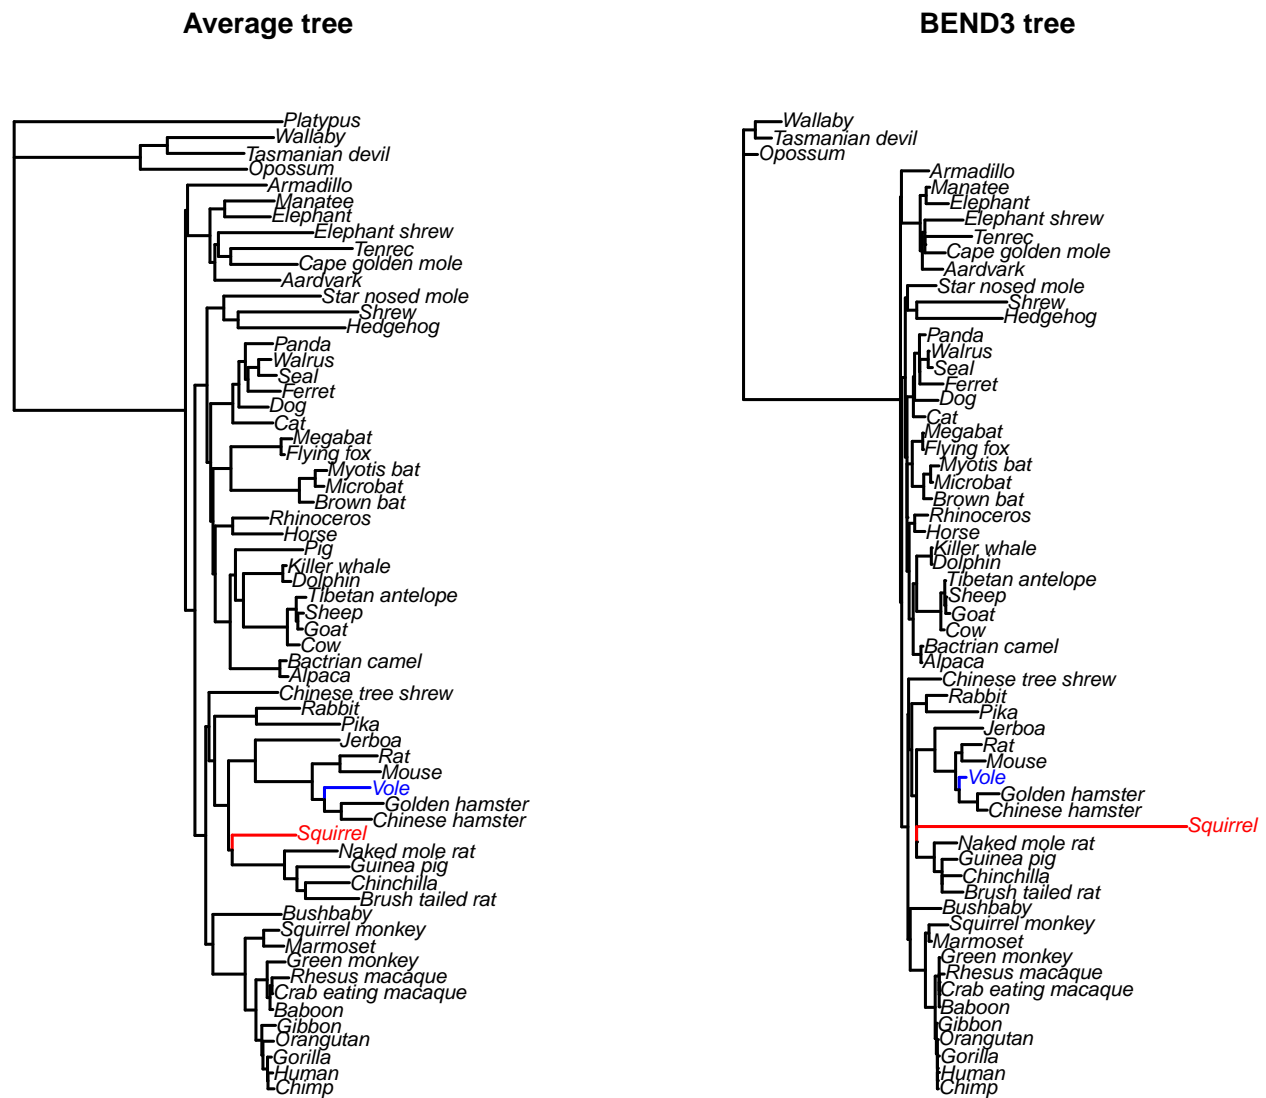 Average tree
Platypus
Wallaby
Tasmanian devil
Opossum
Armadillo
Manatee
Elephant
Elephant shrew
Tenrec
Cape golden mole
Aardvark
Star nosed mole
Shrew
Hedgehog
Panda
Walrus
Seal
Ferret
Dog
Cat
Megabat
Flying fox
Myotis bat
Microbat
Brown bat
Rhinoceros
Horse
Pig
Killer whale
Dolphin
Tibetan antelope
Sheep
Goat
Cow
Bactrian camel
Alpaca
Chinese tree shrew
Rabbit
Pika
Jerboa
Rat
Mouse
Vole
Golden hamster
Chinese hamster
Squirrel
Naked mole rat
Guinea pig
Chinchilla
Brush tailed rat
Bushbaby
Squirrel monkey
Marmoset
Green monkey
Rhesus macaque
Crab eating macaque
Baboon
Gibbon
Orangutan
Gorilla
Human
Chimp
BEND3 tree
Wallaby
Tasmanian devil
Opossum
Armadillo
Manatee
Elephant
Elephant shrew
Tenrec
Cape golden mole
Aardvark
Star nosed mole
Shrew
Hedgehog
Panda
Walrus
Seal
Ferret
Dog
Cat
Megabat
Flying fox
Myotis bat
Microbat
Brown bat
Rhinoceros
Horse
Killer whale
Dolphin
Tibetan antelope
Sheep
Goat
Cow
Bactrian camel
Alpaca
Chinese tree shrew
Rabbit
Pika
Jerboa
Rat
Mouse
Vole
Golden hamster
Chinese hamster
Squirrel
Naked mole rat
Guinea pig
Chinchilla
Brush tailed rat
Bushbaby
Squirrel monkey
Marmoset
Green monkey
Rhesus macaque
Crab eating macaque
Baboon
Gibbon
Orangutan
Gorilla
Human
Chimp